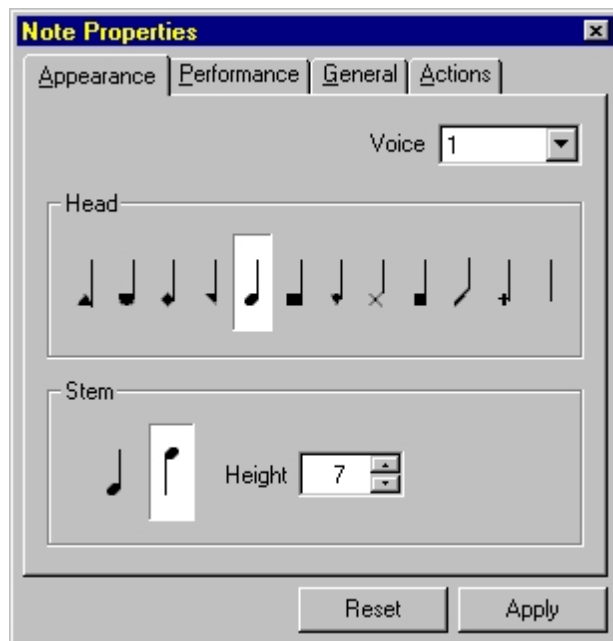 Note Properties
Appearance Performance General Actions
Voice 1
Head
Stem
Height 7
Reset Apply